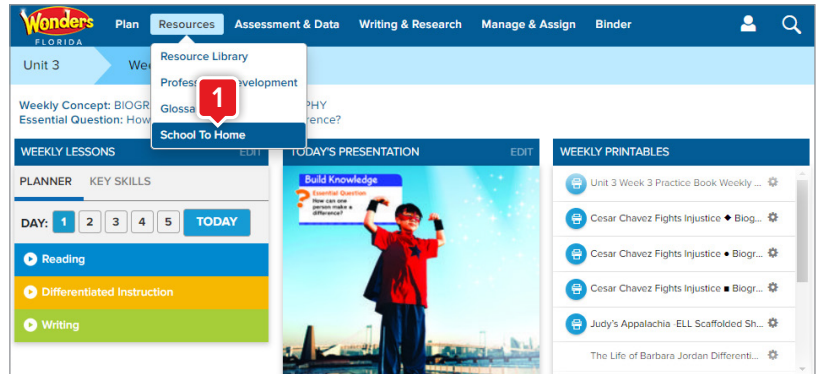 Wonders
FLORIDA
Plan Resources Assessment & Data Writing & Research Manage & Assign Binder
Unit 3
Resource Library
Glossa
1
School To Home
Weekly Concept: BIOGR PHY
Essential Question: How rence?
WEEKLY LESSONS EDIT
PLANNER KEY SKILLS
DAY: 1 2 3 4 5 TODAY
Reading
Differentiated Instruction
Writing
TODAY'S PRESENTATION EDIT
Build Knowledge
Essential Question
How can one
person make a
difference?
WEEKLY PRINTABLES
Unit 3 Week 3 Practice Book Weekly ...
Cesar Chavez Fights Injustice ◆ Biog...
Cesar Chavez Fights Injustice ● Biogr...
Cesar Chavez Fights Injustice ■ Biogr...
Judy's Appalachia -ELL Scaffolded Sh...
The Life of Barbara Jordan Differenti...